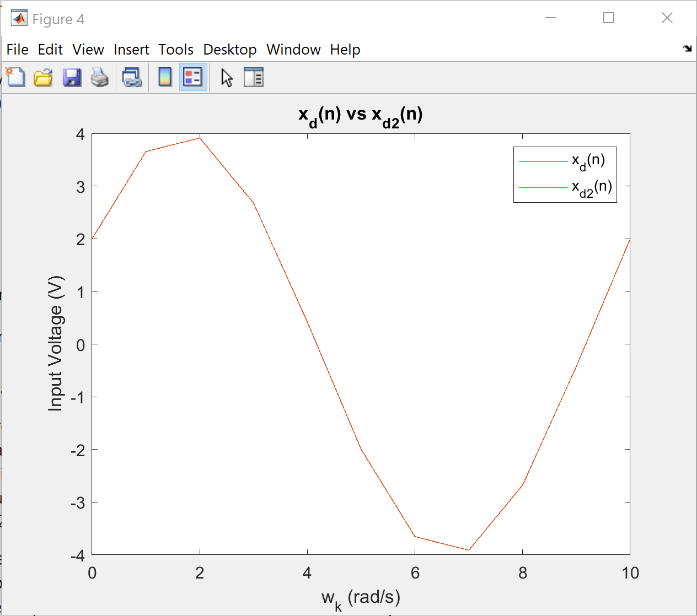 Figure 4
File Edit View Insert Tools Desktop Window Help
x_d(n) vs x_d2(n)
4
3
2
1
0
-1
-2
-3
-4
Input Voltage (V)
x_d(n)
x_d2(n)
0 2 4 6 8 10
w_k (rad/s)